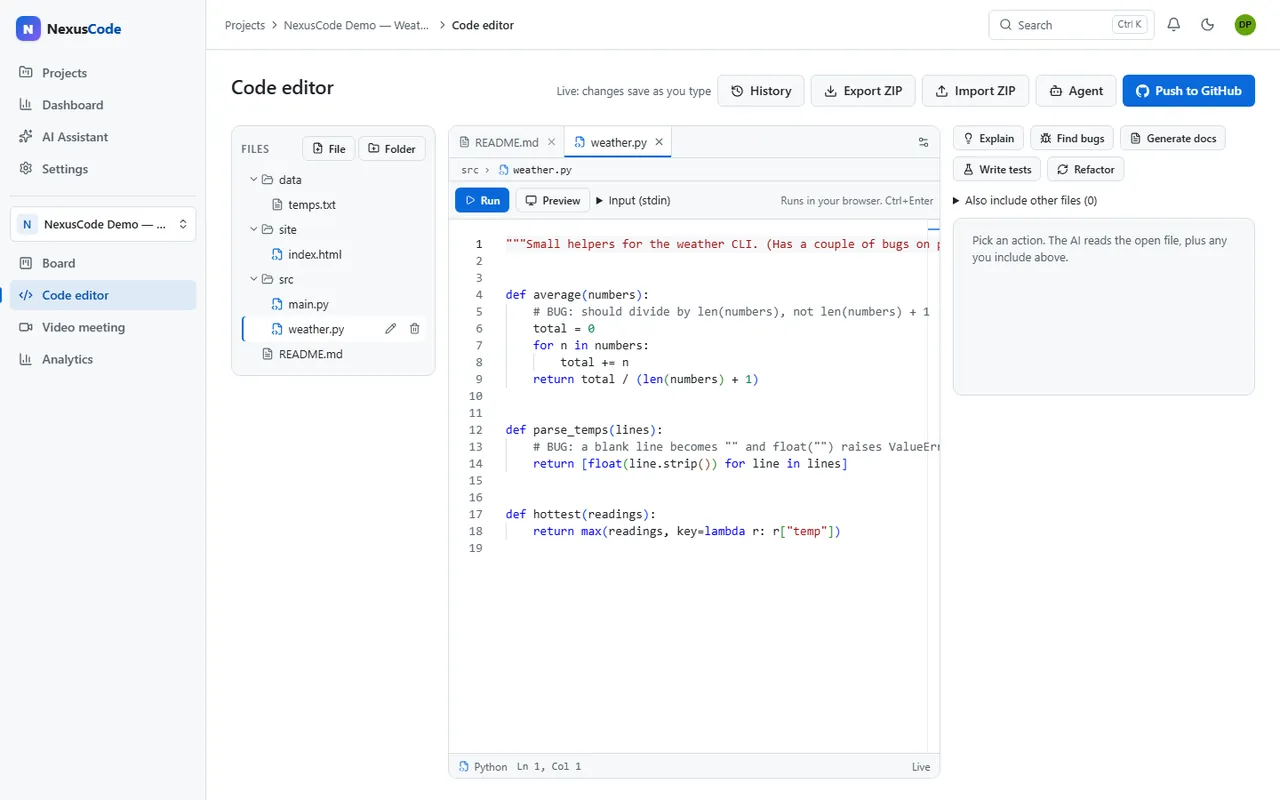 N NexusCode
Projects
Dashboard
AI Assistant
Settings
N NexusCode Demo — ...
Board
Code editor
Video meeting
Analytics
Projects > NexusCode Demo — Weat... > Code editor
Search Ctrl K
DP
Code editor
Live: changes save as you type
History
Export ZIP
Import ZIP
Agent
Push to GitHub
FILES
File
Folder
data
temps.txt
site
index.html
src
main.py
weather.py
README.md
README.md ×
weather.py ×
src > weather.py
Run
Preview
Input (stdin)
Runs in your browser. Ctrl+Enter
1 """Small helpers for the weather CLI. (Has a couple of bugs on
2
3
4 def average(numbers):
5 # BUG: should divide by len(numbers), not len(numbers) + 1
6 total = 0
7 for n in numbers:
8 total += n
9 return total / (len(numbers) + 1)
10
11
12 def parse_temps(lines):
13 # BUG: a blank line becomes "" and float("") raises ValueErr
14 return [float(line.strip()) for line in lines]
15
16
17 def hottest(readings):
18 return max(readings, key=lambda r: r["temp"])
19
Python Ln 1, Col 1
Live
Explain
Find bugs
Generate docs
Write tests
Refactor
Also include other files (0)
Pick an action. The AI reads the open file, plus any
you include above.